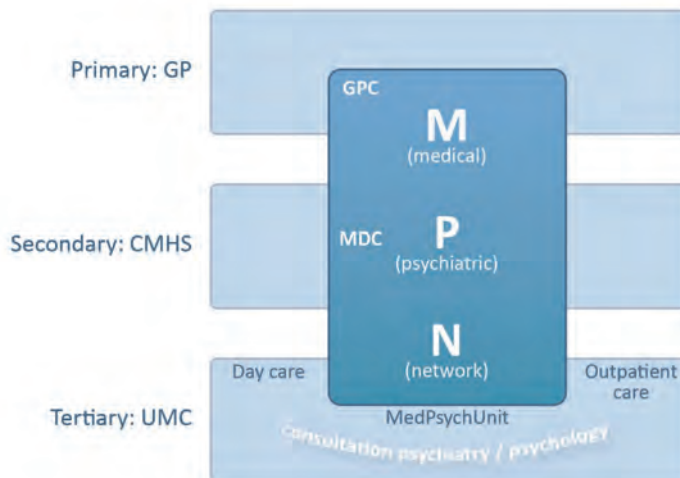 Primary: GP
GPC
M
(medical)
Secondary: CMHS
MDC
P
(psychiatric)
N
(network)
Day care
Outpatient
care
Tertiary: UMC
MedPsychUnit
Consultation psychiatry / psychology